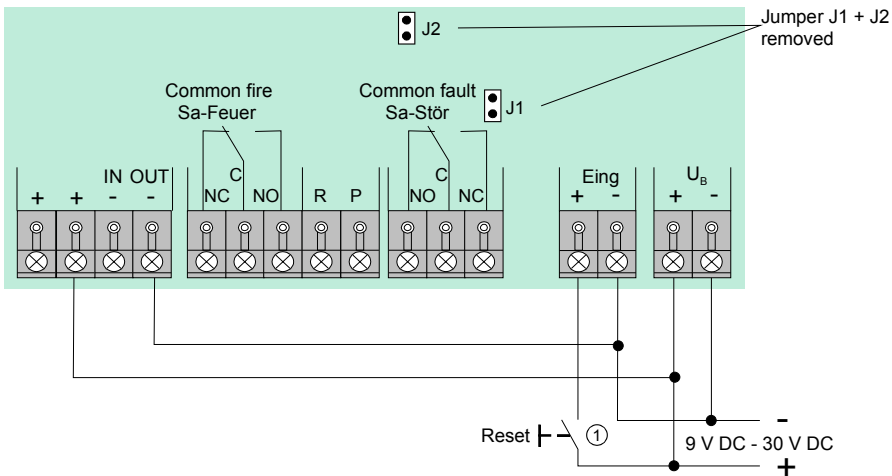 J2
Jumper J1 + J2
removed
Common fire
Sa-Feuer
Common fault
Sa-Stör
J1
IN OUT
+ + - -
C
NC NO
R P
C
NO NC
Eing
+ -
UB
+ -
Reset
1
-
9 V DC - 30 V DC
+